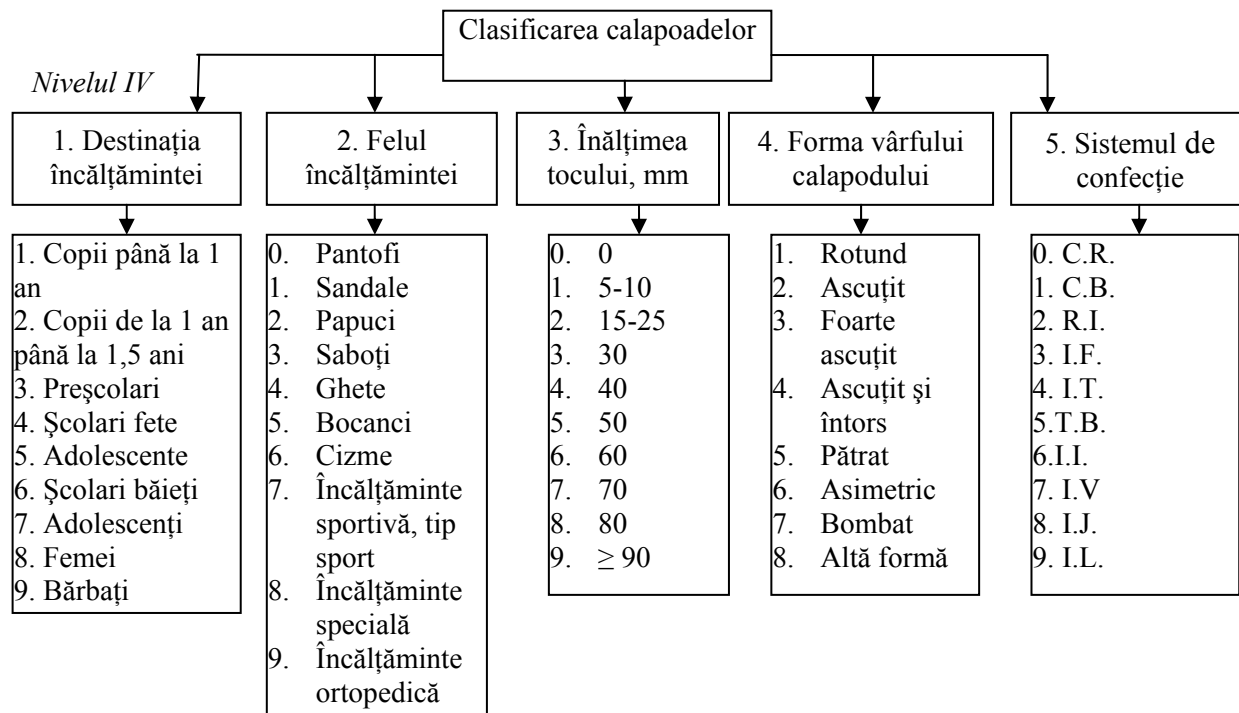 Clasificarea calapoadelor
Nivelul IV
1. Destinația
încălțămintei
2. Felul
încălțămintei
3. Înălțimea
tocului, mm
4. Forma vârfului
calapodului
5. Sistemul de
confecție
1. Copii până la 1
an
2. Copii de la 1 an
până la 1,5 ani
3. Preşcolari
4. Şcolari fete
5. Adolescente
6. Şcolari băieți
7. Adolescenți
8. Femei
9. Bărbați
0. Pantofi
1. Sandale
2. Papuci
3. Saboți
4. Ghete
5. Bocanci
6. Cizme
7. Încălțăminte
sportivă, tip
sport
8. Încălțăminte
specială
9. Încălțăminte
ortopedică
0. 0
1. 5-10
2. 15-25
3. 30
4. 40
5. 50
6. 60
7. 70
8. 80
9. ≥ 90
1. Rotund
2. Ascuțit
3. Foarte
ascuțit
4. Ascuțit şi
întors
5. Pătrat
6. Asimetric
7. Bombat
8. Altă formă
0. C.R.
1. C.B.
2. R.I.
3. I.F.
4. I.T.
5.T.B.
6.I.I.
7. I.V
8. I.J.
9. I.L.